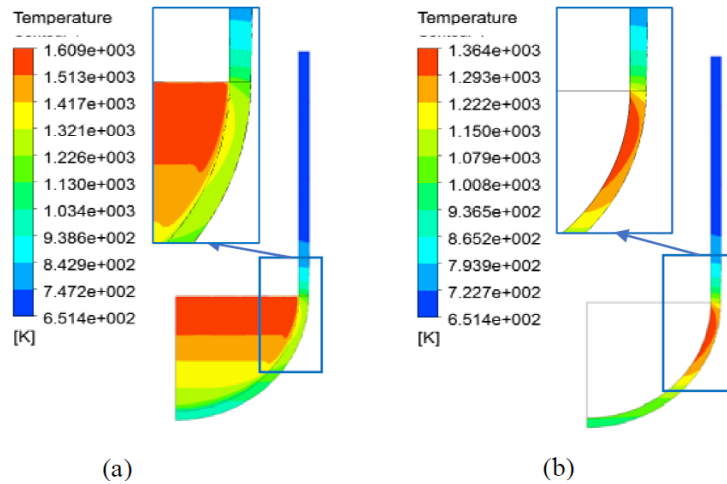 Temperature
1.609e+003
1.513e+003
1.417e+003
1.321e+003
1.226e+003
1.130e+003
1.034e+003
9.386e+002
8.429e+002
7.472e+002
6.514e+002
[K]
(a)
Temperature
1.364e+003
1.293e+003
1.222e+003
1.150e+003
1.079e+003
1.008e+003
9.365e+002
8.652e+002
7.939e+002
7.227e+002
6.514e+002
[K]
(b)